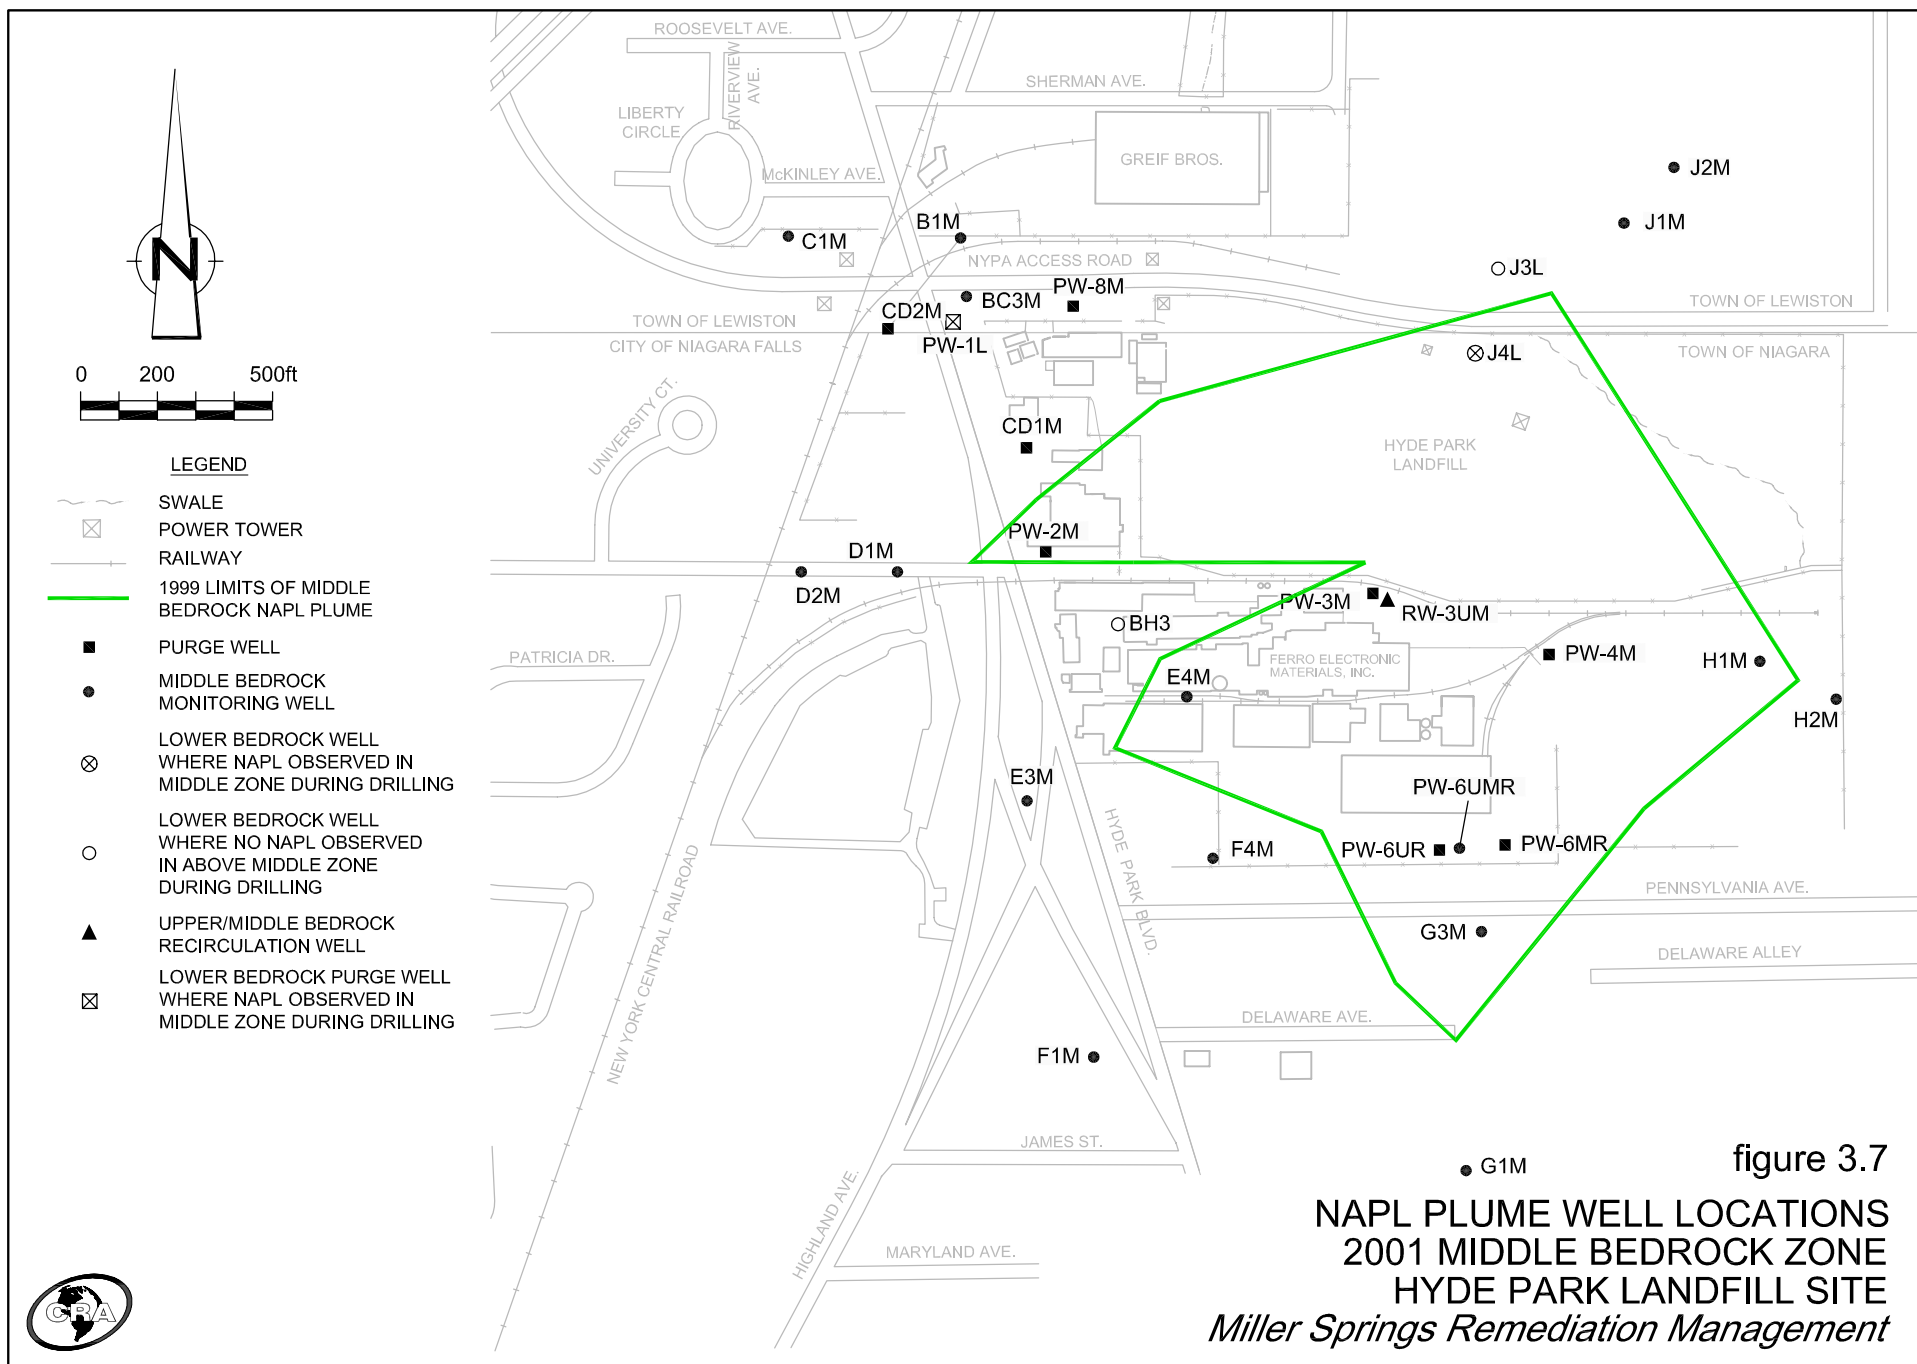 ROOSEVELT AVE.
RIVERVIEW
AVE.
SHERMAN AVE.
LIBERTY
CIRCLE
McKINLEY AVE.
GREIF BROS.
J2M
J1M
C1M
B1M
NYPA ACCESS ROAD
J3L
BC3M
PW-8M
CD2M
PW-1L
TOWN OF LEWISTON
CITY OF NIAGARA FALLS
TOWN OF LEWISTON
TOWN OF NIAGARA
J4L
UNIVERSITY CT.
CD1M
HYDE PARK
LANDFILL
PW-2M
D1M
D2M
PW-3M
RW-3UM
BH3
PATRICIA DR.
FERRO ELECTRONIC
MATERIALS, INC.
PW-4M
H1M
H2M
E4M
E3M
PW-6UMR
PW-6UR
PW-6MR
F4M
HYDE PARK BLVD.
NEW YORK CENTRAL RAILROAD
PENNSYLVANIA AVE.
G3M
DELAWARE ALLEY
DELAWARE AVE.
F1M
JAMES ST.
G1M
HIGHLAND AVE.
MARYLAND AVE.
N
0 200 500ft
LEGEND
SWALE
POWER TOWER
RAILWAY
1999 LIMITS OF MIDDLE
BEDROCK NAPL PLUME
PURGE WELL
MIDDLE BEDROCK
MONITORING WELL
LOWER BEDROCK WELL
WHERE NAPL OBSERVED IN
MIDDLE ZONE DURING DRILLING
LOWER BEDROCK WELL
WHERE NO NAPL OBSERVED
IN ABOVE MIDDLE ZONE
DURING DRILLING
UPPER/MIDDLE BEDROCK
RECIRCULATION WELL
LOWER BEDROCK PURGE WELL
WHERE NAPL OBSERVED IN
MIDDLE ZONE DURING DRILLING
CRA
figure 3.7
NAPL PLUME WELL LOCATIONS
2001 MIDDLE BEDROCK ZONE
HYDE PARK LANDFILL SITE
Miller Springs Remediation Management